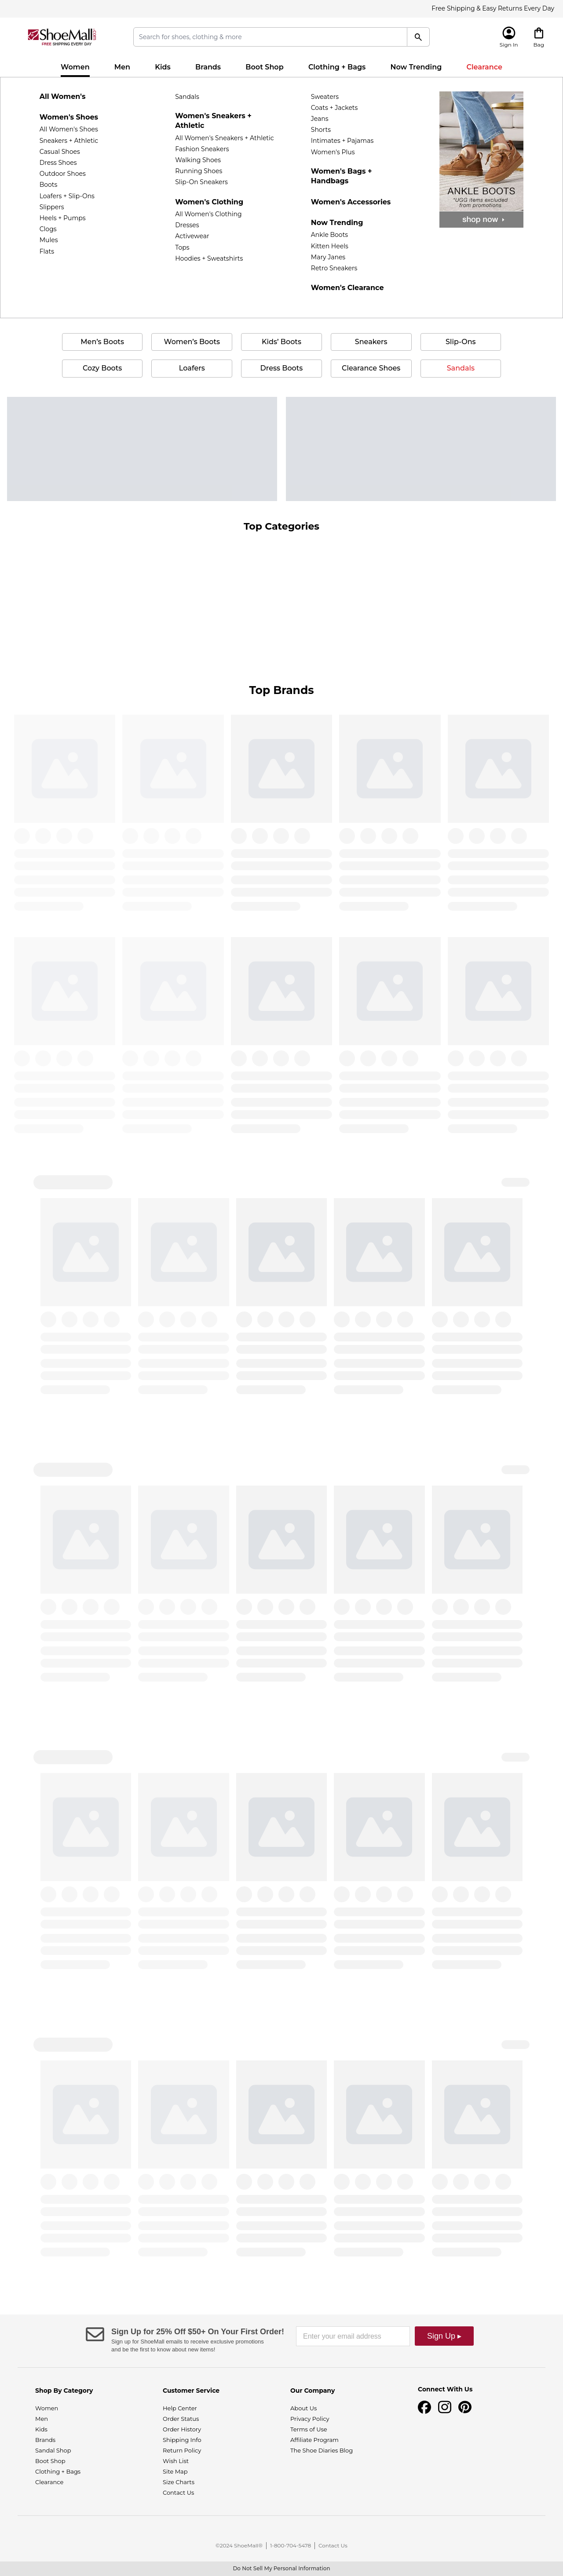 Free Shipping & Easy Returns Every Day
ShoeMall
FREE SHIPPING EVERY DAY
Search for shoes, clothing & more
Sign In
Bag
Women
Men
Kids
Brands
Boot Shop
Clothing + Bags
Now Trending
Clearance
All Women's
Women's Shoes
All Women's Shoes
Sneakers + Athletic
Casual Shoes
Dress Shoes
Outdoor Shoes
Boots
Loafers + Slip-Ons
Slippers
Heels + Pumps
Clogs
Mules
Flats
Sandals
Women's Sneakers +
Athletic
All Women's Sneakers + Athletic
Fashion Sneakers
Walking Shoes
Running Shoes
Slip-On Sneakers
Women's Clothing
All Women's Clothing
Dresses
Activewear
Tops
Hoodies + Sweatshirts
Sweaters
Coats + Jackets
Jeans
Shorts
Intimates + Pajamas
Women's Plus
Women's Bags +
Handbags
Women's Accessories
Now Trending
Ankle Boots
Kitten Heels
Mary Janes
Retro Sneakers
Women's Clearance
ANKLE BOOTS
*UGG items excluded
from promotions
shop now ›
Men's Boots
Women's Boots
Kids' Boots
Sneakers
Slip-Ons
Cozy Boots
Loafers
Dress Boots
Clearance Shoes
Sandals
Top Categories
Top Brands
Sign Up for 25% Off $50+ On Your First Order!
Sign up for ShoeMall emails to receive exclusive promotions
and be the first to know about new items!
Enter your email address
Sign Up ▸
Shop By Category
Women
Men
Kids
Brands
Sandal Shop
Boot Shop
Clothing + Bags
Clearance
Customer Service
Help Center
Order Status
Order History
Shipping Info
Return Policy
Wish List
Site Map
Size Charts
Contact Us
Our Company
About Us
Privacy Policy
Terms of Use
Affiliate Program
The Shoe Diaries Blog
Connect With Us
©2024 ShoeMall® | 1-800-704-5478 | Contact Us
Do Not Sell My Personal Information